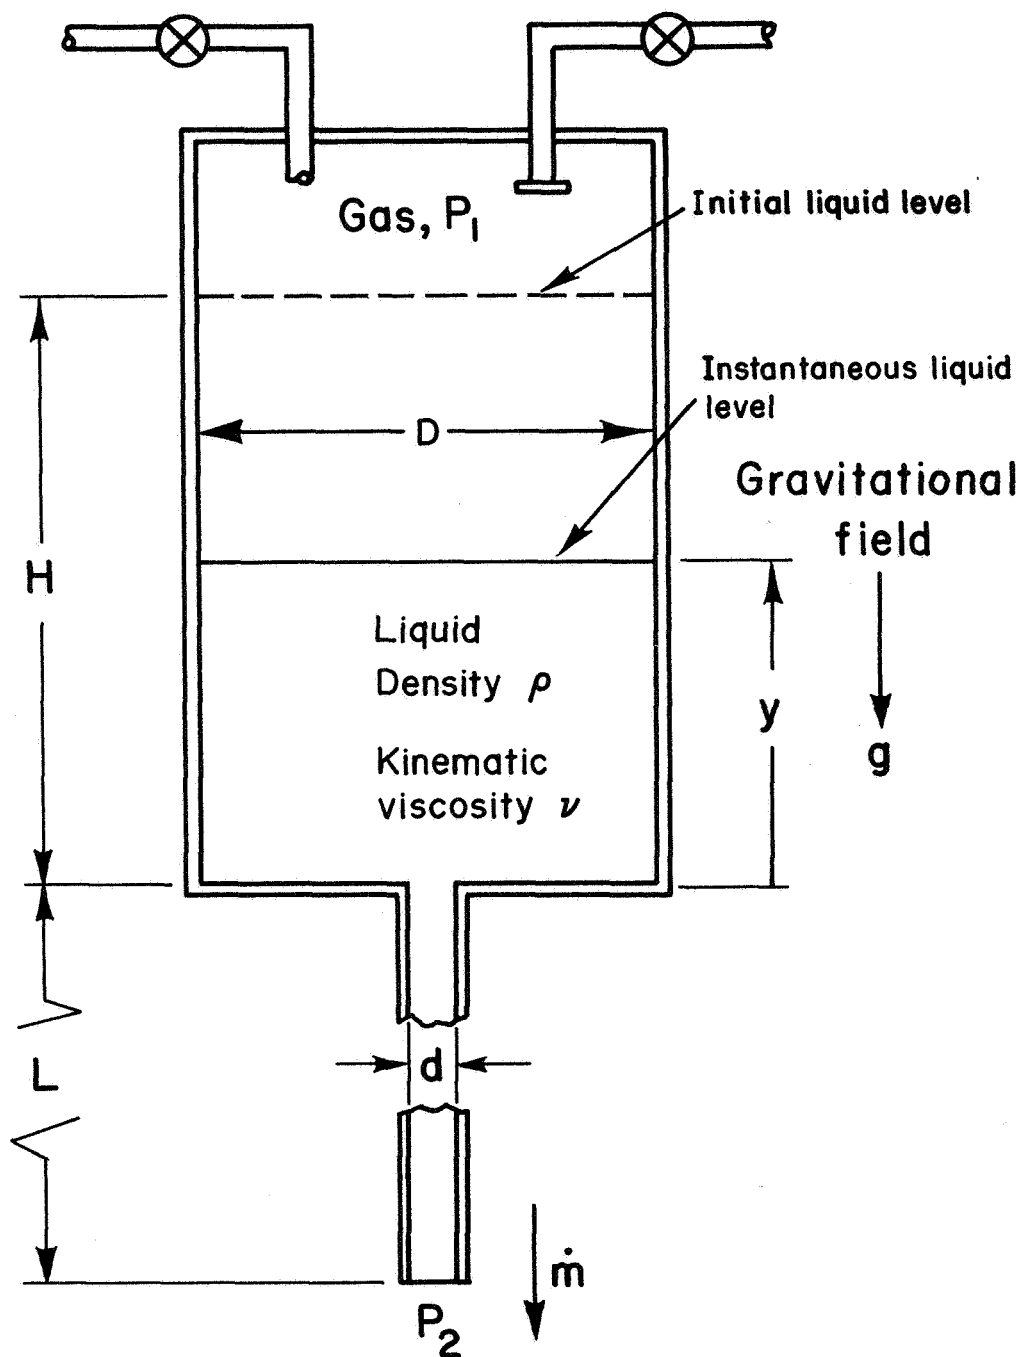 Gas, P1
Initial liquid level
Instantaneous liquid
level
D
Gravitational
field
H
Liquid
Density ρ
y
g
Kinematic
viscosity ν
L
d
ṁ
P2